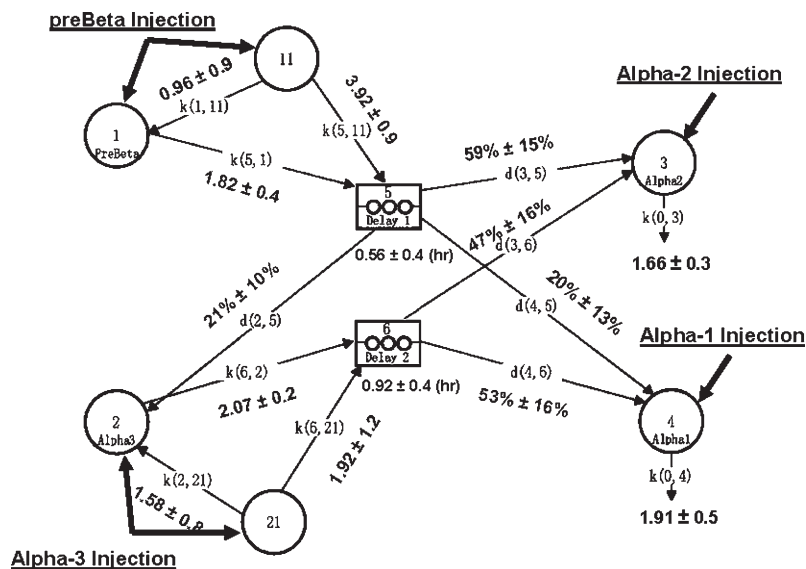 preBeta Injection
11
0.96 ± 0.9
k(1,11)
3.92 ± 0.9
k(5,11)
1
PreBeta
k(5,1)
1.82 ± 0.4
5
Delay 1
0.56 ± 0.4 (hr)
59% ± 15%
d(3,5)
Alpha-2 Injection
3
Alpha2
k(0,3)
1.66 ± 0.3
47% ± 16%
d(3,6)
21% ± 10%
d(2,5)
20% ± 13%
d(4,5)
6
Delay 2
0.92 ± 0.4 (hr)
k(6,2)
2.07 ± 0.2
d(4,6)
53% ± 16%
Alpha-1 Injection
4
Alpha1
k(0,4)
1.91 ± 0.5
2
Alpha3
k(6,21)
1.92 ± 1.2
k(2,21)
1.58 ± 0.8
21
Alpha-3 Injection